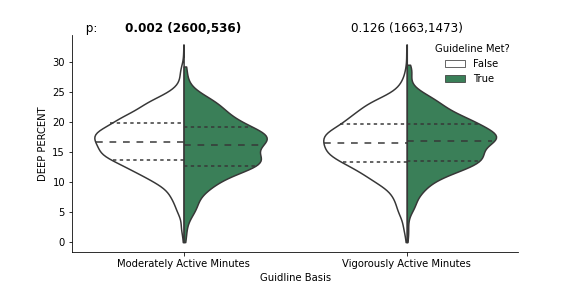 p: 0.002 (2600,536) 0.126 (1663,1473)
Guideline Met?
False
True
30
25
20
15
10
5
0
DEEP PERCENT
Moderately Active Minutes Vigorously Active Minutes
Guidline Basis